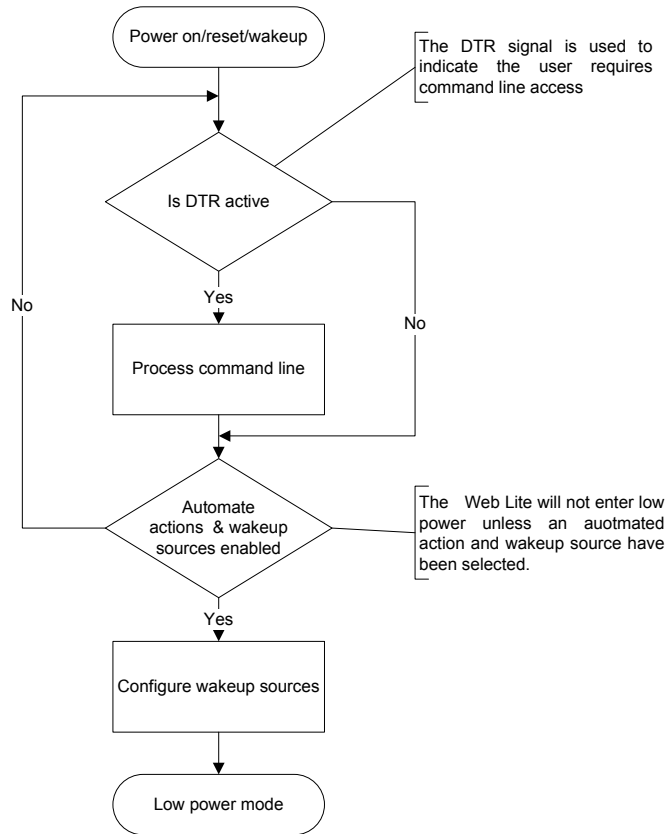 Power on/reset/wakeup
The DTR signal is used to
indicate the user requires
command line access
Is DTR active
Yes
No
No
Process command line
Automate
actions & wakeup
sources enabled
The Web Lite will not enter low
power unless an auotmated
action and wakeup source have
been selected.
Yes
Configure wakeup sources
Low power mode